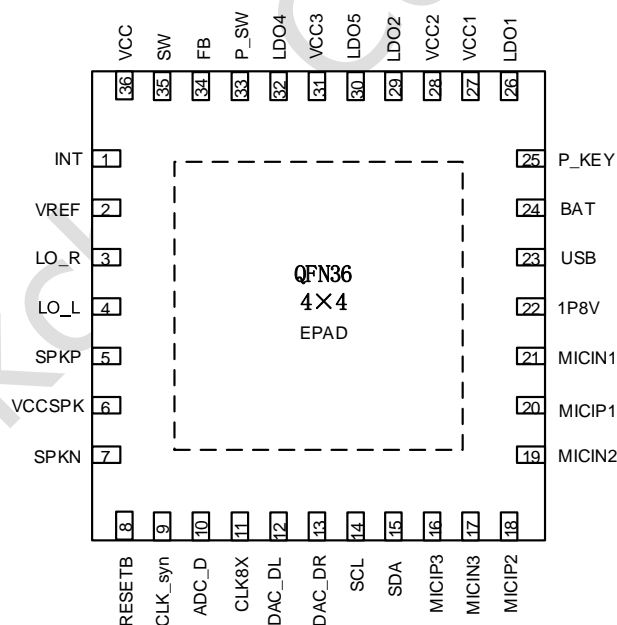 VCC
SW
FB
P_SW
LDO4
VCC3
LDO5
LDO2
VCC2
VCC1
LDO1
36
35
34
33
32
31
30
29
28
27
26
INT 1
VREF 2
LO_R 3
LO_L 4
SPKP 5
VCCSPK 6
SPKN 7
QFN36
4×4
EPAD
25 P_KEY
24 BAT
23 USB
22 1P8V
21 MICIN1
20 MICIP1
19 MICIN2
8
9
10
11
12
13
14
15
16
17
18
RESETB
CLK_syn
ADC_D
CLK8X
DAC_DL
DAC_DR
SCL
SDA
MICIP3
MICIN3
MICIP2